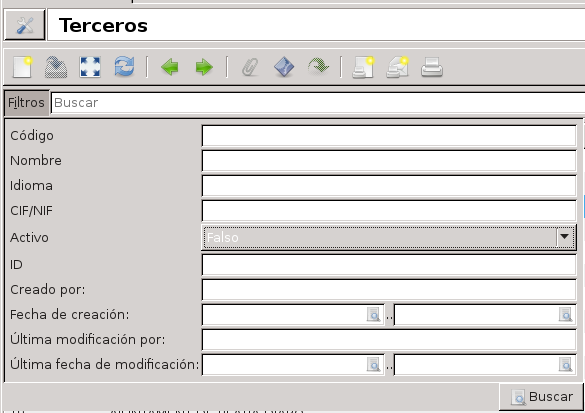 Terceros
Filtros Buscar
Código
Nombre
Idioma
CIF/NIF
Activo Falso
ID
Creado por:
Fecha de creación: ..
Última modificación por:
Última fecha de modificación: ..
Buscar